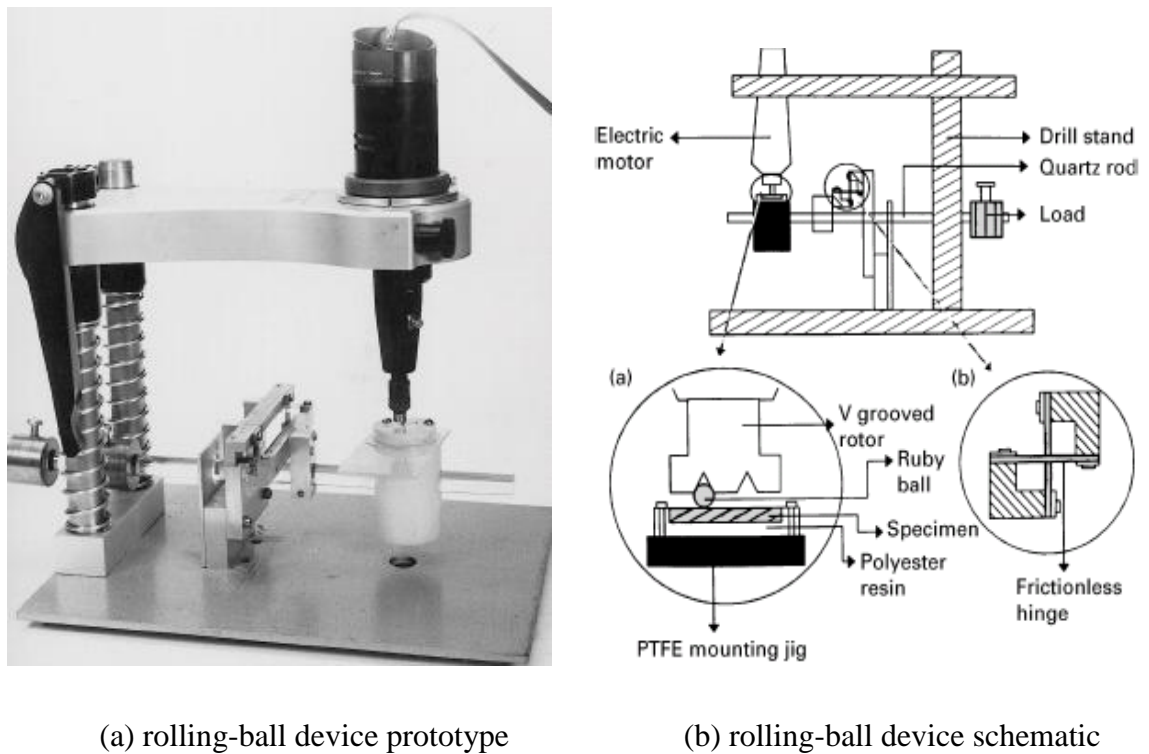 Electric
motor
Drill stand
Quartz rod
Load
(a)
(b)
V grooved
rotor
Ruby
ball
Specimen
Polyester
resin
Frictionless
hinge
PTFE mounting jig
(a) rolling-ball device prototype
(b) rolling-ball device schematic